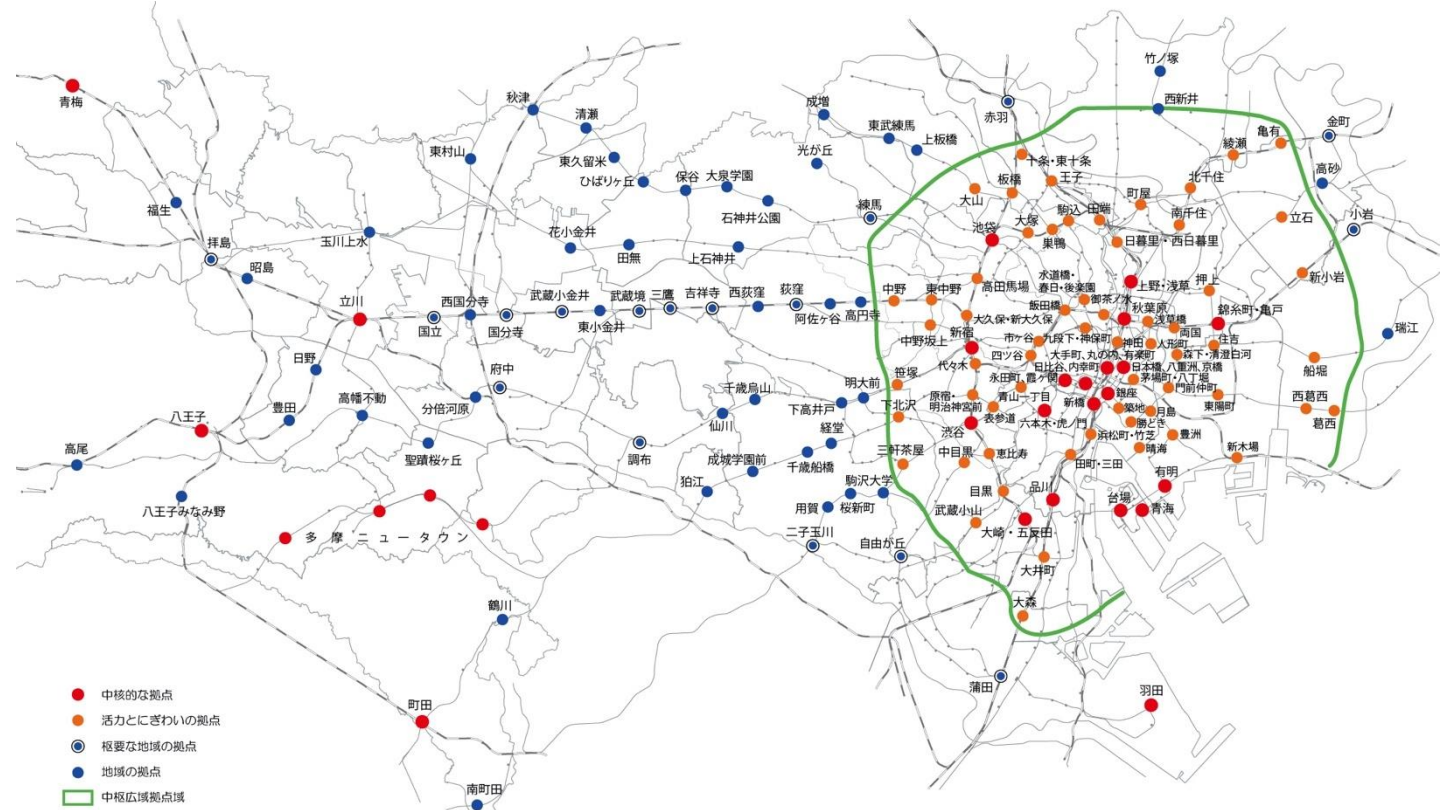 竹ノ塚
青梅
秋津
成増
西新井
清瀬
赤羽
東武練馬
上板橋
金町
亀有
綾瀬
東村山
東久留米
光が丘
十条・東十条
高砂
ひばりヶ丘
保谷
大泉学園
板橋
王子
北千住
福生
石神井公園
練馬
大山
町屋
立石
小岩
大塚
駒込
田端
南千住
拝島
玉川上水
花小金井
田無
上石神井
池袋
巣鴨
日暮里・西日暮里
昭島
新小岩
立川
西国分寺
武蔵小金井
武蔵境
三鷹
吉祥寺
西荻窪
荻窪
中野
東中野
高田馬場
水道橋・
春日・後楽園
上野・浅草
押上
国立
国分寺
東小金井
阿佐ヶ谷
高円寺
飯田橋
御茶ノ水
秋葉原
浅草橋
錦糸町・亀戸
大久保・新大久保
中野坂上
新宿
市ヶ谷
九段下・神保町
神田
人形町
両国
住吉
瑞江
四ツ谷
大手町、丸の内、有楽町
森下・清澄白河
日野
府中
代々木
日比谷、内幸町
日本橋、八重洲、京橋
船堀
笹塚
永田町、霞ヶ関
茅場町・八丁堀
千歳烏山
明大前
原宿・
明治神宮前
青山一丁目
銀座
門前仲町
豊田
高幡不動
分倍河原
下高井戸
下北沢
表参道
新橋
築地
月島
東陽町
西葛西
葛西
八王子
仙川
渋谷
六本木・虎ノ門
勝どき
経堂
浜松町・竹芝
豊洲
高尾
聖蹟桜ヶ丘
調布
成城学園前
千歳船橋
三軒茶屋
中目黒
恵比寿
晴海
新木場
田町・三田
狛江
駒沢大学
目黒
品川
有明
八王子みなみ野
用賀
桜新町
武蔵小山
台場
青海
多摩ニュータウン
二子玉川
自由が丘
大崎・五反田
大井町
鶴川
大森
蒲田
羽田
町田
南町田
中核的な拠点
活力とにぎわいの拠点
枢要な地域の拠点
地域の拠点
中枢広域拠点域